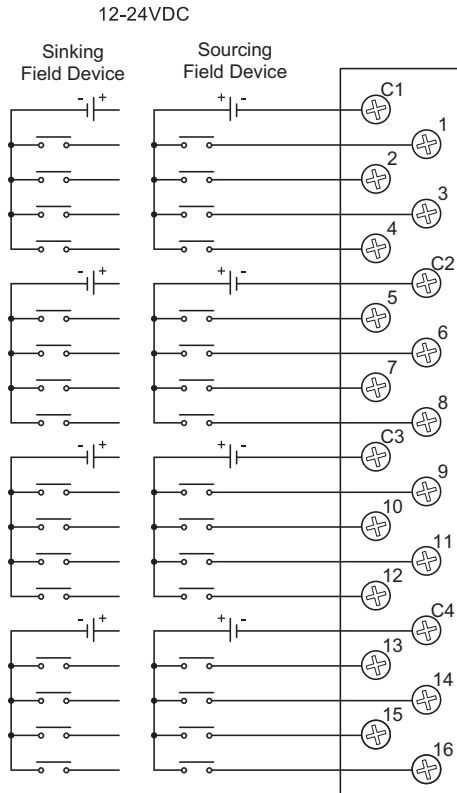 12-24VDC
Sinking
Field Device
Sourcing
Field Device
- +
+ -
C1
1
2
3
4
- +
+ -
C2
5
6
7
8
- +
+ -
C3
9
10
11
12
- +
+ -
C4
13
14
15
16